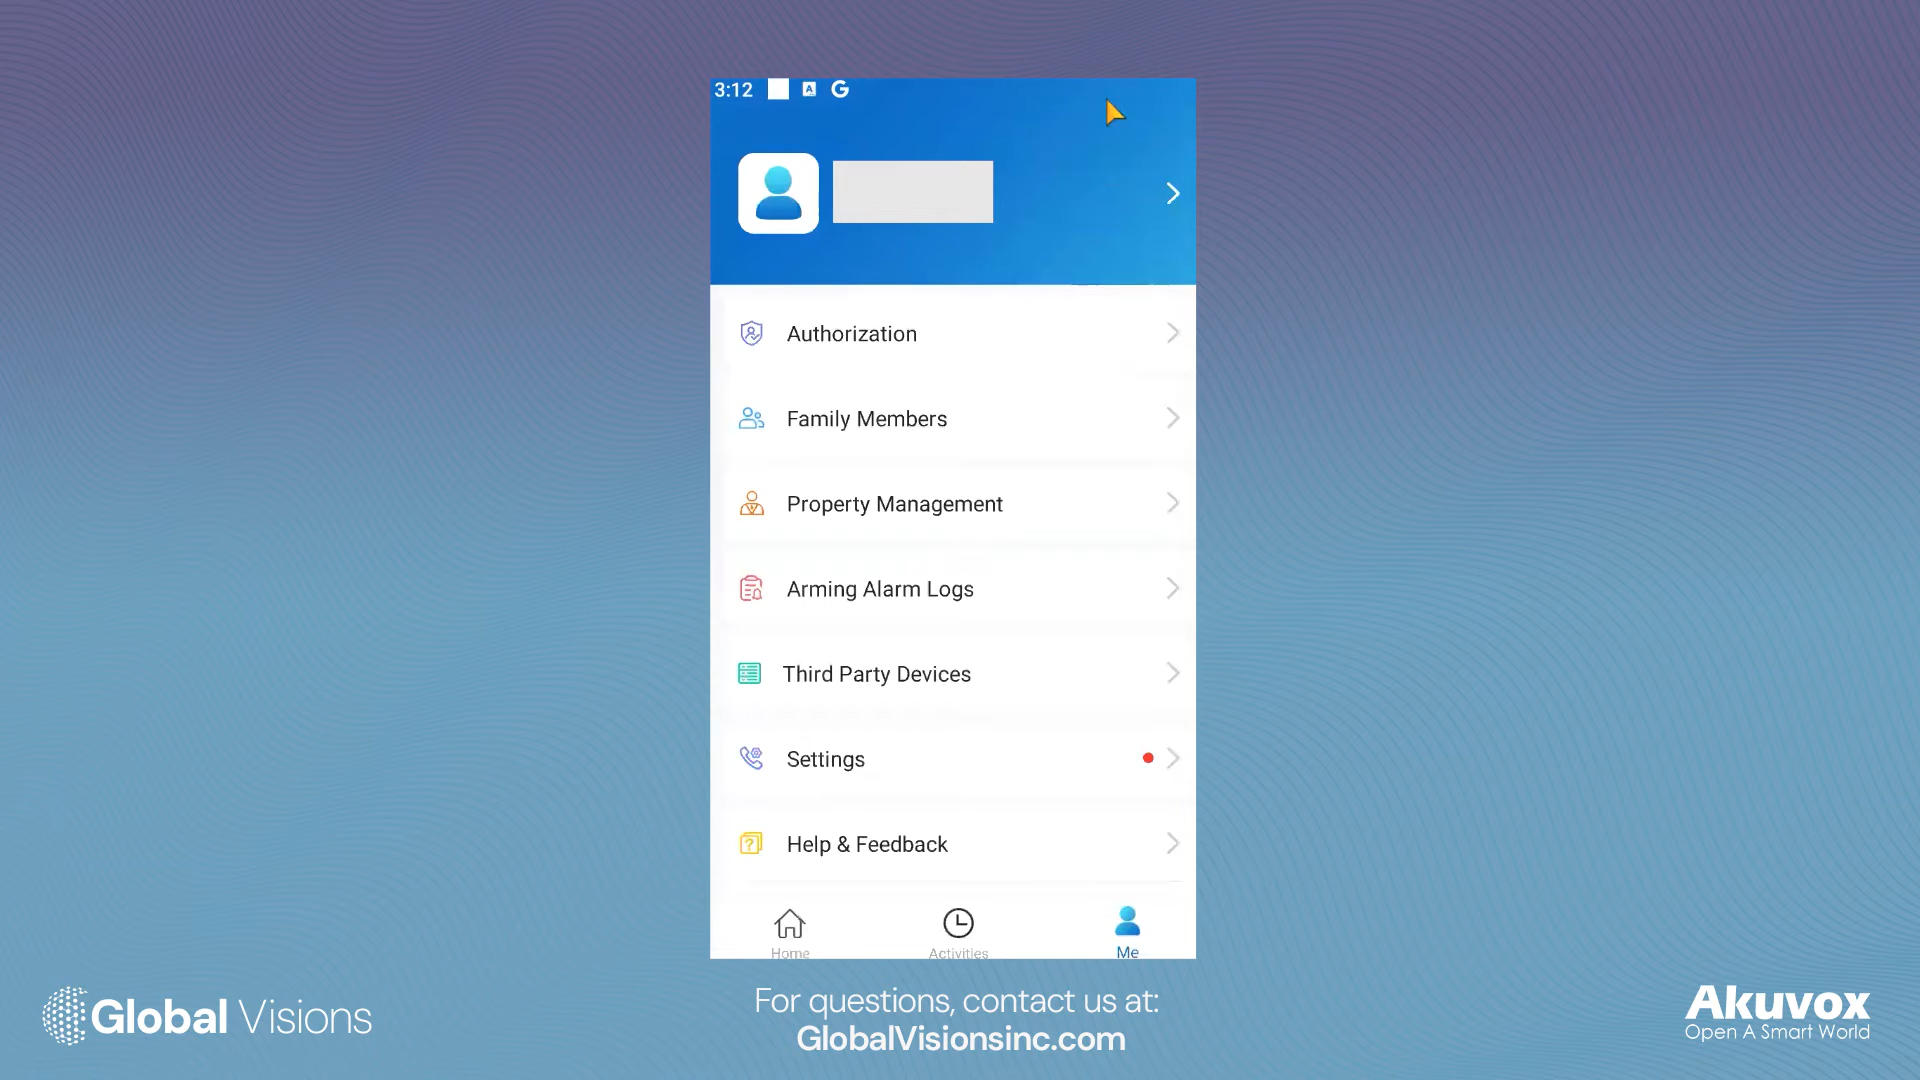 3:12
Authorization
Family Members
Property Management
Arming Alarm Logs
Third Party Devices
Settings
Help & Feedback
Home
Activities
Me
Global Visions
For questions, contact us at:
GlobalVisionsinc.com
Akuvox
Open A Smart World